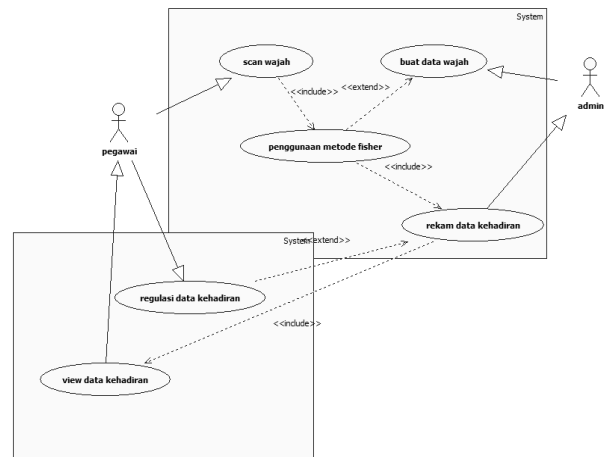 System
scan wajah
buat data wajah
<<include>>
<<extend>>
admin
pegawai
penggunaan metode fisher
<<include>>
rekam data kehadiran
System
<<extend>>
regulasi data kehadiran
<<include>>
view data kehadiran